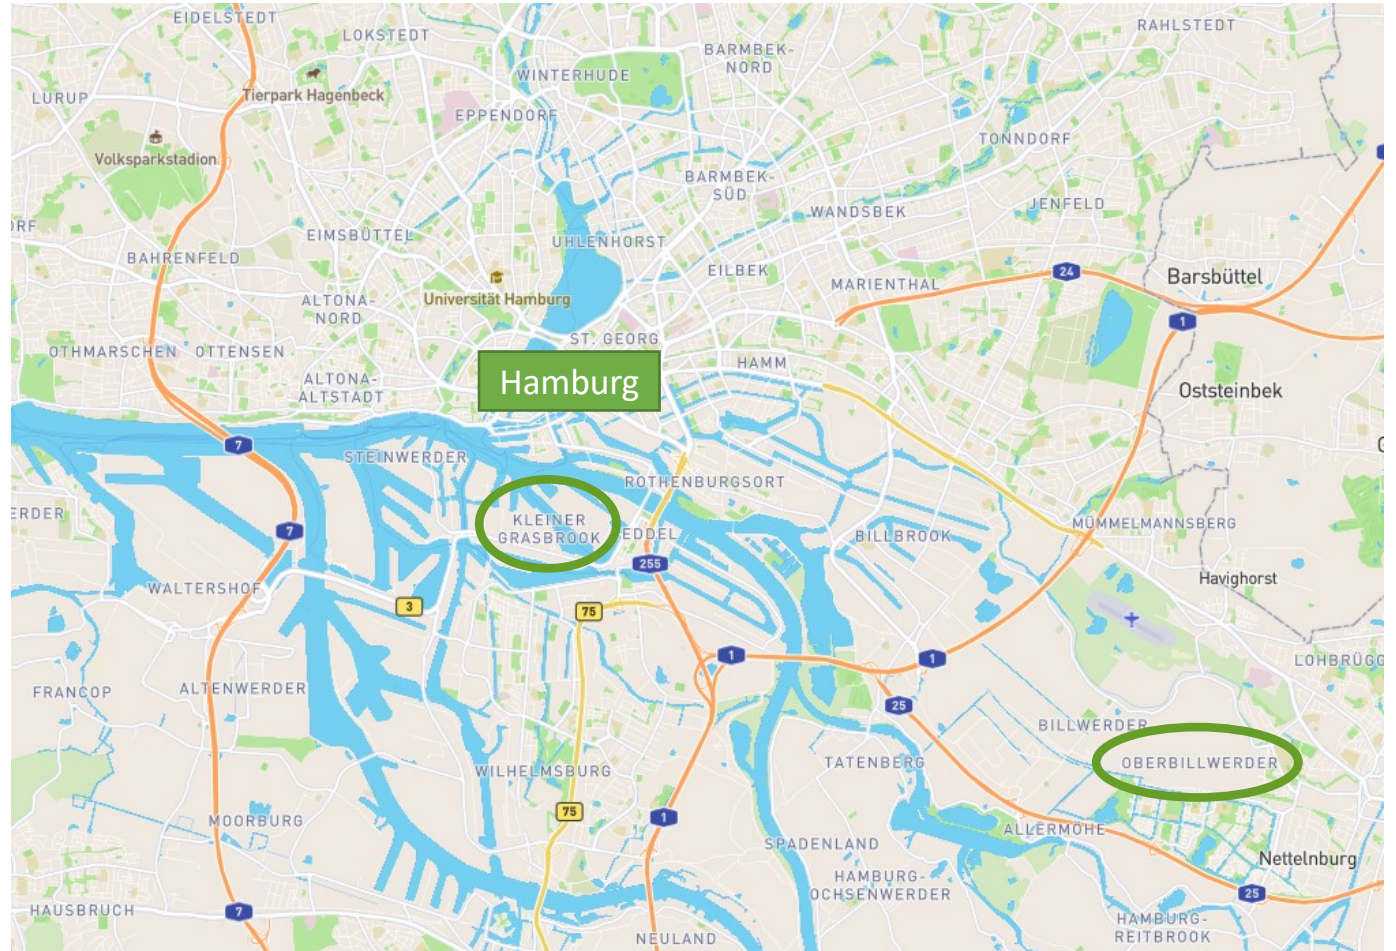 EIDELSTEDT
LOKSTEDT
RAHLSTEDT
BARMBEK-
NORD
WINTERHUDE
Tierpark Hagenbeck
LURUP
EPPENDORF
TONNDORF
Volksparkstadion
BARMBEK-
SÜD
WANDSBEK
JENFELD
EIMSBÜTTEL
UHLENHORST
BAHRENFELD
EILBEK
24
Barsbüttel
MARIENTHAL
Universität Hamburg
ALTONA-
NORD
1
ST. GEORG
OTHMARSCHEN
OTTENSEN
HAMM
Hamburg
ALTONA-
ALTSTADT
Oststeinbek
7
STEINWERDER
ROTHENBURGSORT
ERDER
KLEINER
GRASBROOK
EDDEL
7
BILLBROOK
MÜMMELMANNSBERG
255
Havighorst
WALTERSHOF
3
75
1
1
LOHBRÜGG
FRANCOP
ALTENWERDER
25
BILLWERDER
OBERBILLWERDER
TATENBERG
WILHELMSBURG
75
1
MOORBURG
ALLERMÖHE
SPADENLAND
Nettelnburg
HAMBURG-
OCHSENWERDER
25
HAUSBRUCH
7
HAMBURG-
REITBROOK
NEULAND